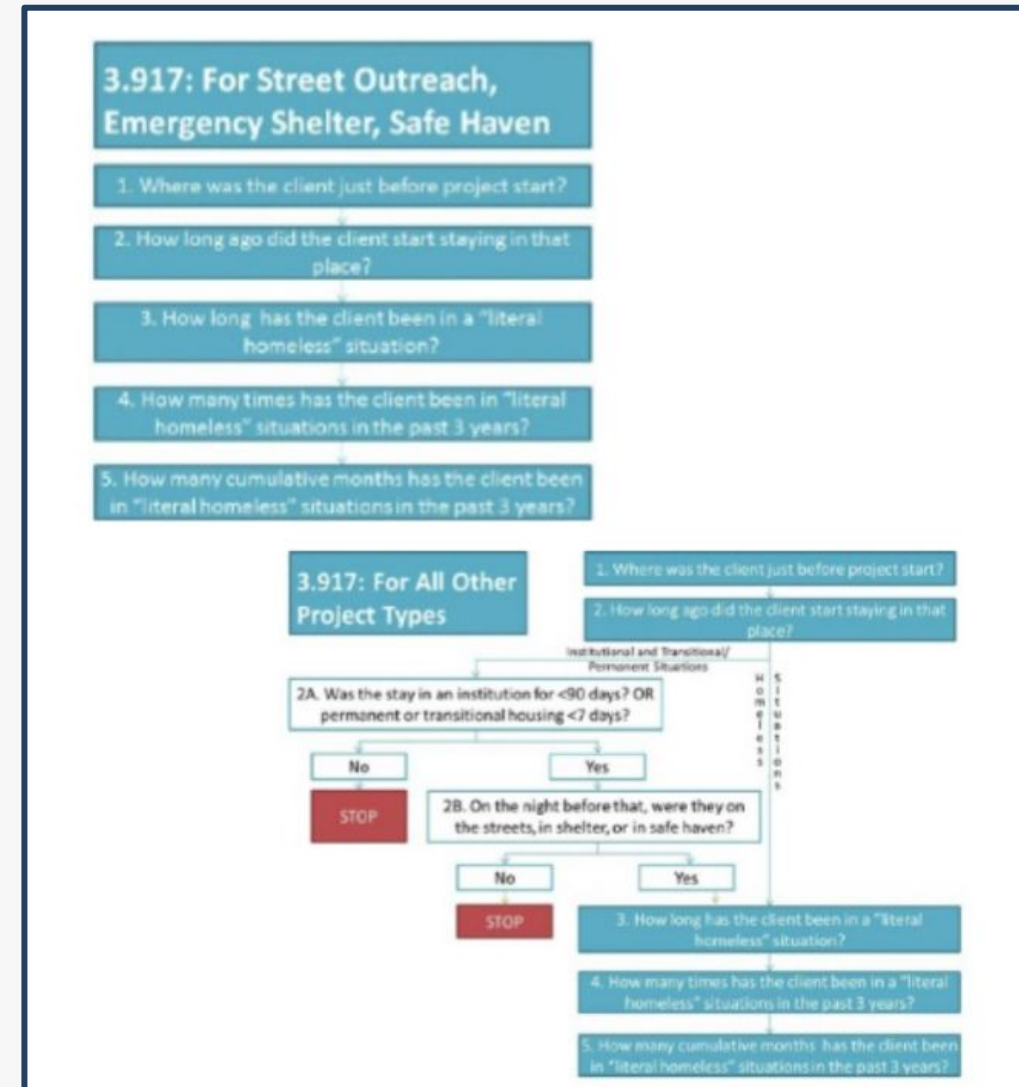 3.917: For Street Outreach,
Emergency Shelter, Safe Haven
1. Where was the client just before project start?
2. How long ago did the client start staying in that
place?
3. How long has the client been in a "literal
homeless" situation?
4. How many times has the client been in "literal
homeless" situations in the past 3 years?
5. How many cumulative months has the client been
in "literal homeless" situations in the past 3 years?
3.917: For All Other
Project Types
1. Where was the client just before project start?
2. How long ago did the client start staying in that
place?
Institutional and Transitional/
Permanent Situations
Homeless
Situations
2A. Was the stay in an institution for <90 days? OR
permanent or transitional housing <7 days?
No
Yes
STOP
2B. On the night before that, were they on
the streets, in shelter, or in safe haven?
No
Yes
STOP
3. How long has the client been in a "literal
homeless" situation?
4. How many times has the client been in a "literal
homeless" situations in the past 3 years?
5. How many cumulative months has the client been
in "literal homeless" situations in the past 3 years?